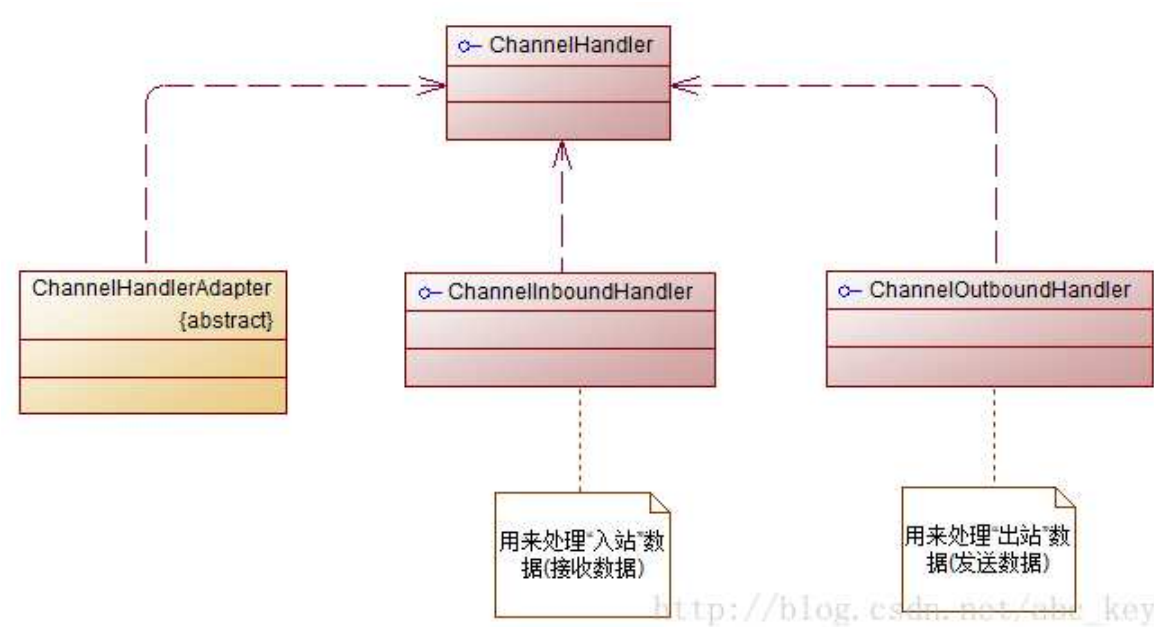 ChannelHandler
ChannelHandlerAdapter
{abstract}
ChannelInboundHandler
ChannelOutboundHandler
用来处理“入站”数
据(接收数据)
用来处理“出站”数
据(发送数据)
http://blog.csdn.net/abc_key